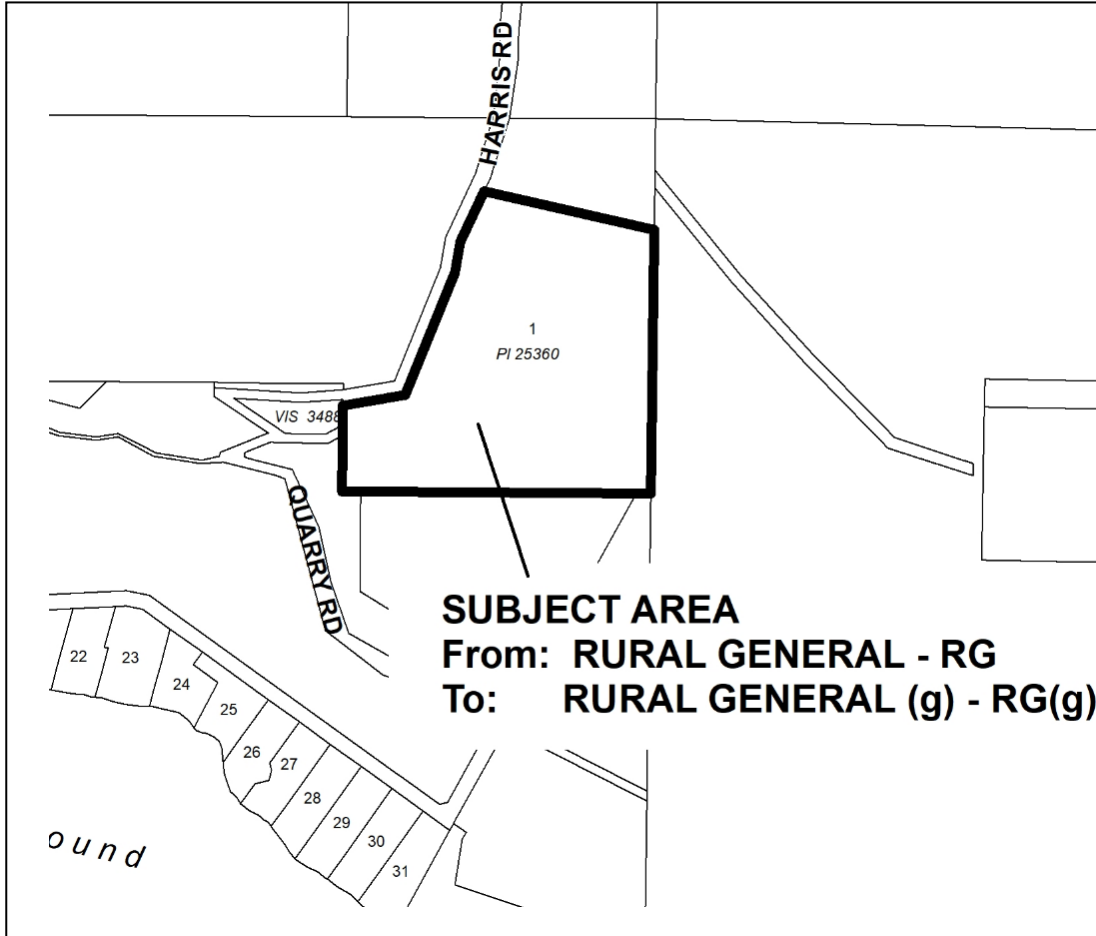 HARRIS RD
1
Pl 25360
VIS 3488
QUARRY RD
SUBJECT AREA
From: RURAL GENERAL - RG
To: RURAL GENERAL (g) - RG(g)
22
23
24
25
26
27
28
29
30
31
ound